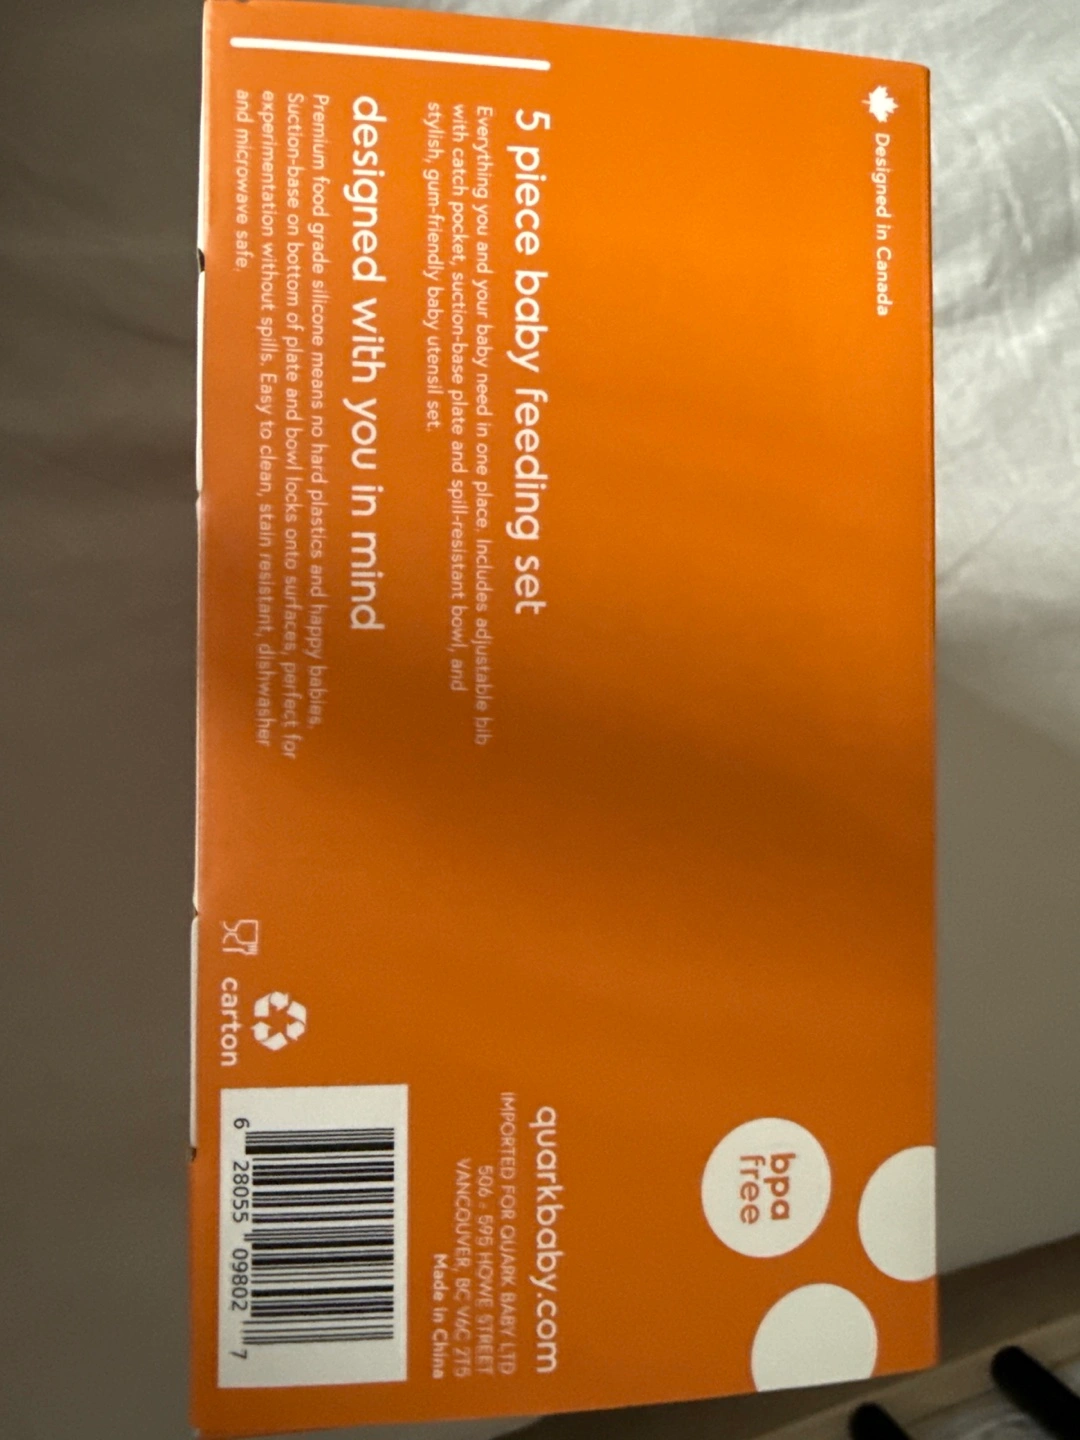 Designed in Canada
5 piece baby feeding set
Everything you and your baby need in one place. Includes adjustable bib
with catch pocket, suction-base plate and spill-resistant bowl, and
stylish, gum-friendly baby utensil set.
designed with you in mind
Premium food grade silicone means no hard plastics and happy babies.
Suction-base on bottom of plate and bowl locks onto surfaces, perfect for
experimentation without spills. Easy to clean, stain resistant, dishwasher
and microwave safe.
bpa
free
quarkbaby.com
IMPORTED FOR QUARK BABY LTD
506 - 595 HOWE STREET
VANCOUVER, BC V6C 2T5
Made in China
carton
6 28055 09802 7